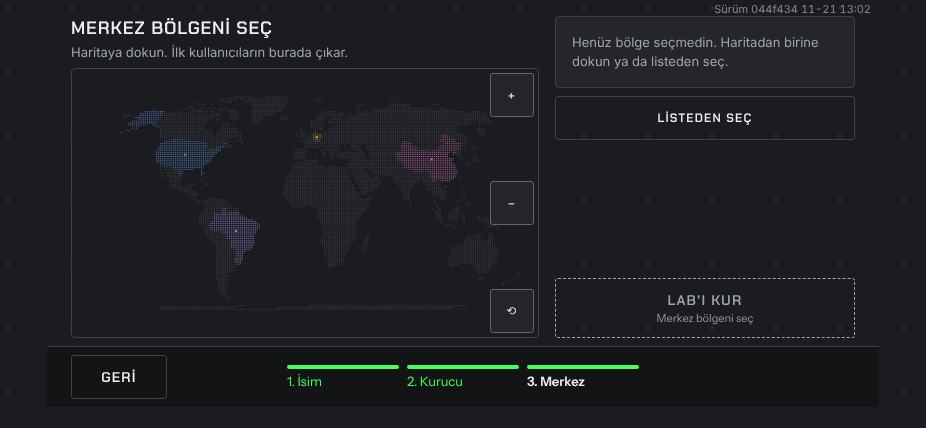 Sürüm 044f434 11-21 13:02
MERKEZ BÖLGENİ SEÇ
Haritaya dokun. İlk kullanıcıların burada çıkar.
+
−
⟲
Henüz bölge seçmedin. Haritadan birine
dokun ya da listeden seç.
LİSTEDEN SEÇ
LAB'I KUR
Merkez bölgeni seç
GERİ
1. İsim
2. Kurucu
3. Merkez